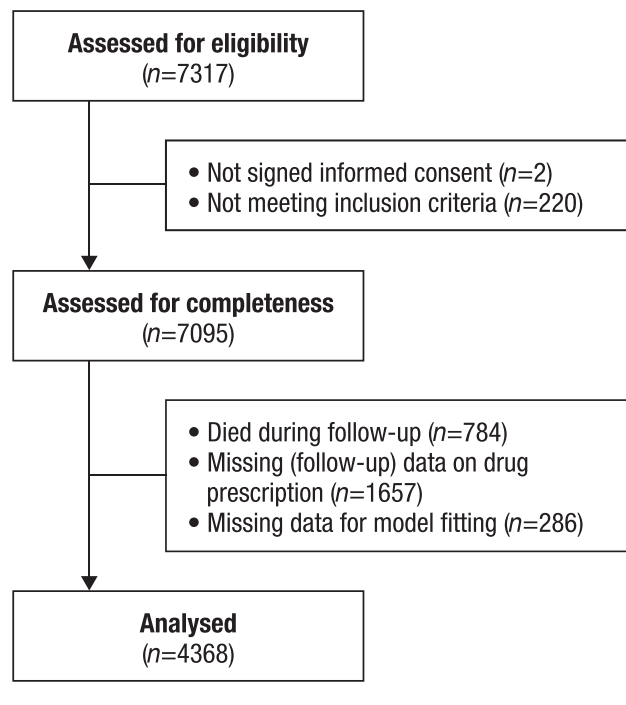 Assessed for eligibility
(n=7317)
• Not signed informed consent (n=2)
• Not meeting inclusion criteria (n=220)
Assessed for completeness
(n=7095)
• Died during follow-up (n=784)
• Missing (follow-up) data on drug
prescription (n=1657)
• Missing data for model fitting (n=286)
Analysed
(n=4368)